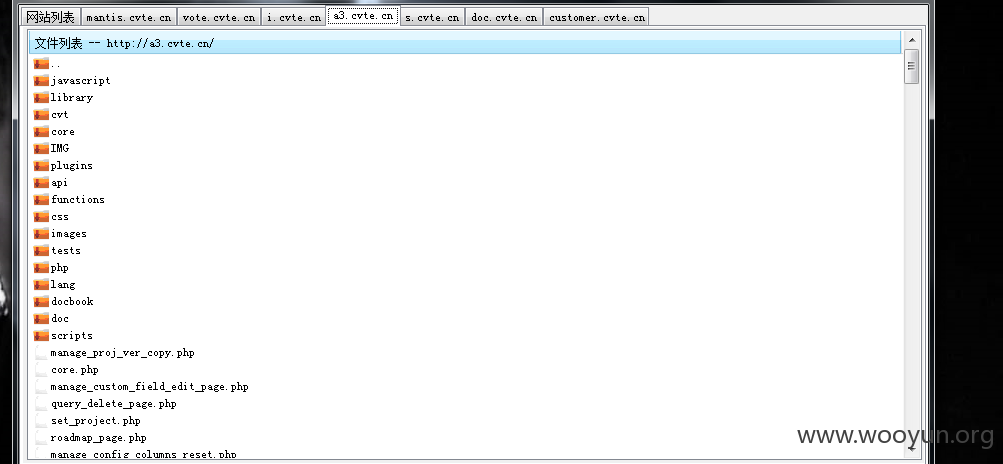 网站列表 mantis.cvte.cn vote.cvte.cn i.cvte.cn a3.cvte.cn s.cvte.cn doc.cvte.cn customer.cvte.cn
文件列表 -- http://a3.cvte.cn/
..
javascript
library
cvt
core
IMG
plugins
api
functions
css
images
tests
php
lang
docbook
doc
scripts
manage_proj_ver_copy.php
core.php
manage_custom_field_edit_page.php
query_delete_page.php
set_project.php
roadmap_page.php
manage_config_columns_reset.php
www.wooyun.org